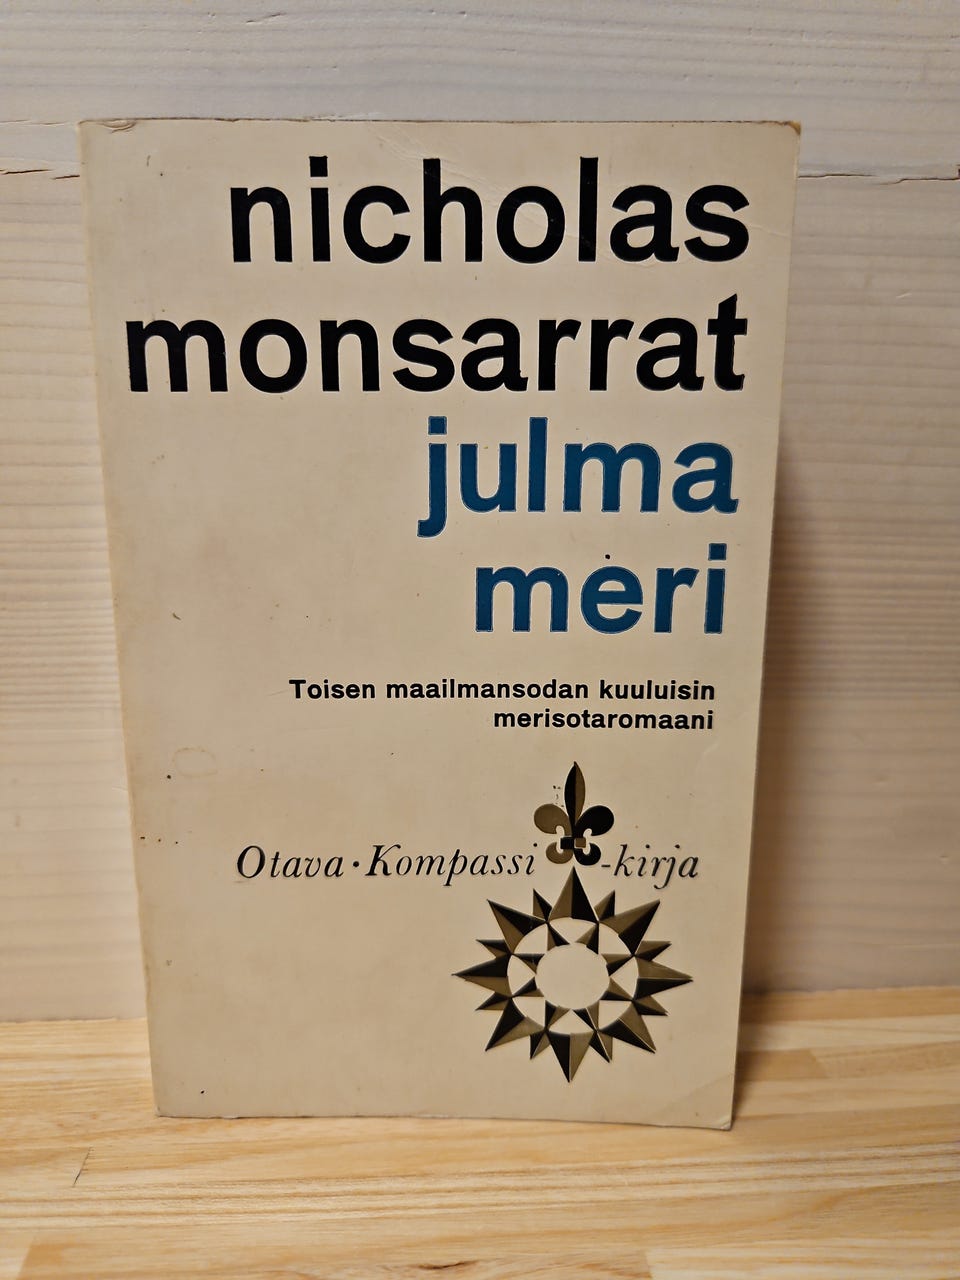 nicholas
monsarrat
julma
meri
Toisen maailmansodan kuuluisin
merisotaromaani
Otava • Kompassi -kirja